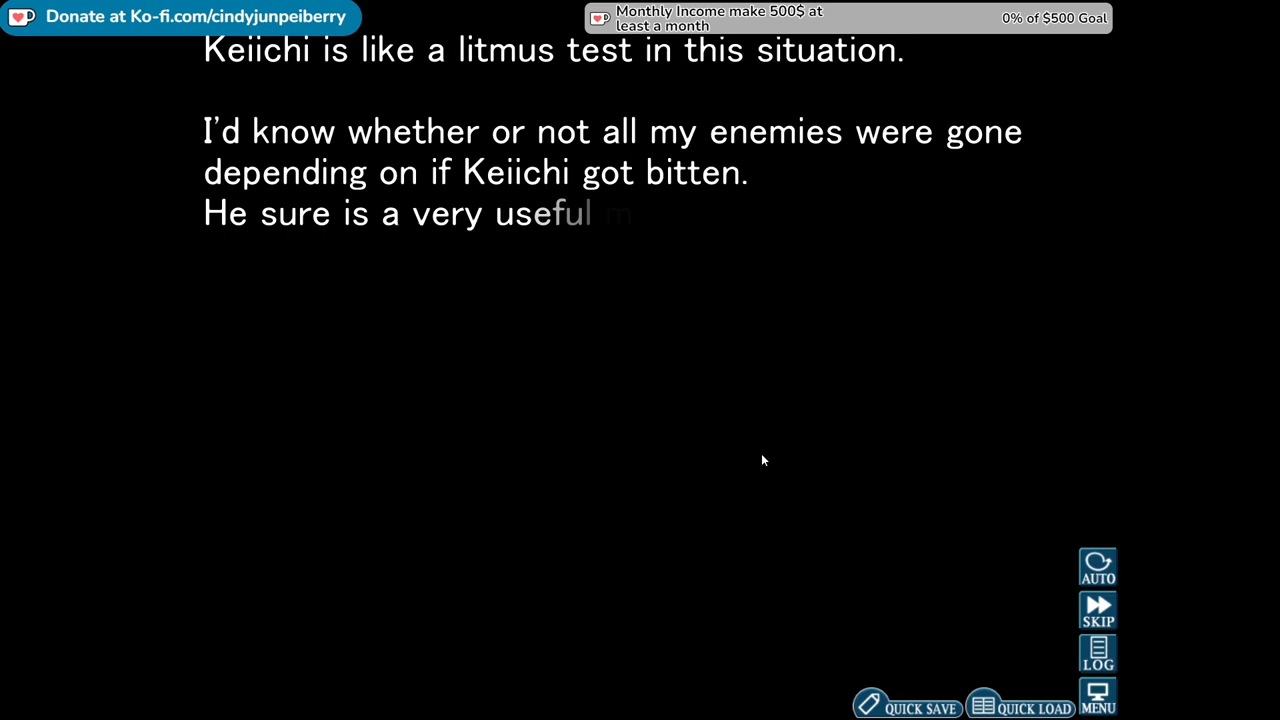 Donate at Ko-fi.com/cindyjunpeiberry
Monthly Income make 500$ at
least a month
0% of $500 Goal
Keiichi is like a litmus test in this situation.
I'd know whether or not all my enemies were gone
depending on if Keiichi got bitten.
He sure is a very useful m
AUTO
SKIP
LOG
MENU
QUICK SAVE
QUICK LOAD